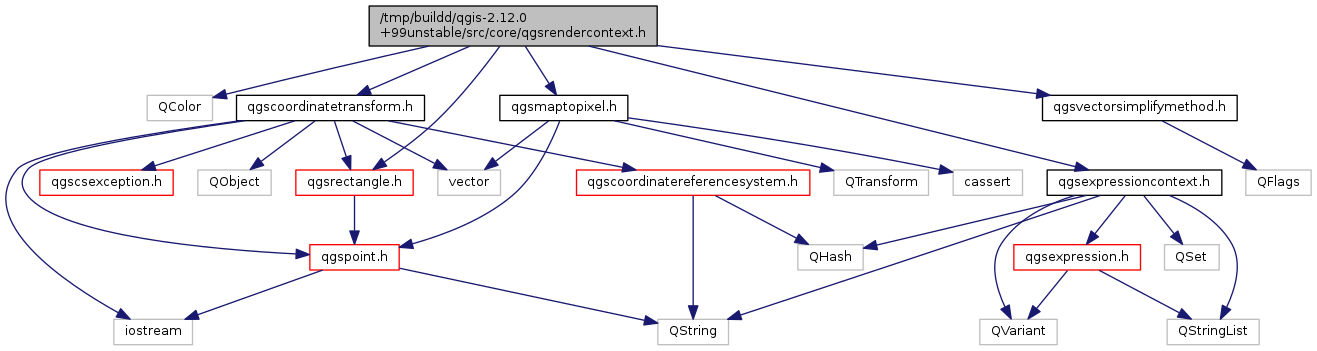 /tmp/buildd/qgis-2.12.0
+99unstable/src/core/qgsrendercontext.h
QColor
qgscoordinatetransform.h
qgsmaptopixel.h
qgsvectorsimplifymethod.h
qgscsexception.h
QObject
qgsrectangle.h
vector
qgscoordinatereferencesystem.h
QTransform
cassert
qgsexpressioncontext.h
QFlags
qgspoint.h
QHash
qgsexpression.h
QSet
iostream
QString
QVariant
QStringList